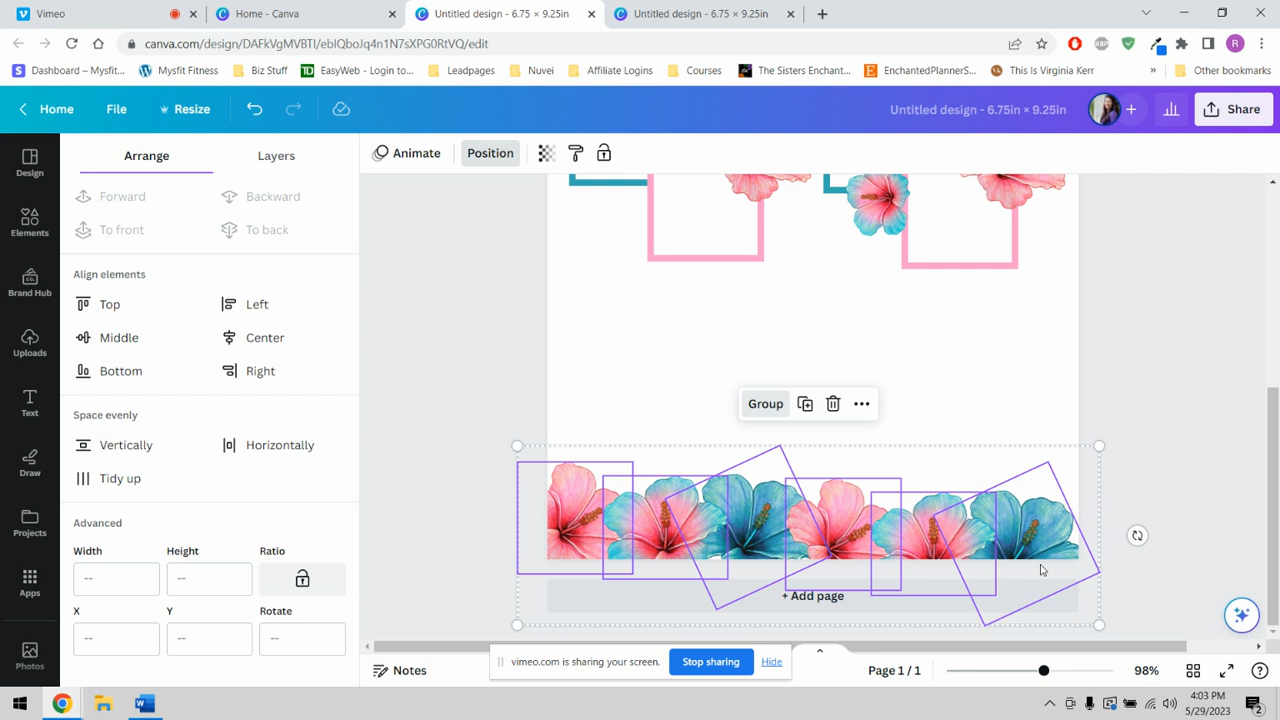 Vimeo
Home - Canva
Untitled design - 6.75 × 9.25in
Untitled design - 6.75 × 9.25in
canva.com/design/DAFkVgMVBTI/ebIQboJq4n1N7sXPG0RtVQ/edit
Dashboard – Mysfit...
Mysfit Fitness
Biz Stuff
EasyWeb - Login to...
Leadpages
Nuvei
Affiliate Logins
Courses
The Sisters Enchant...
EnchantedPlannerS...
This Is Virginia Kerr
Other bookmarks
Home
File
Resize
Untitled design - 6.75in × 9.25in
Share
Design
Elements
Brand Hub
Uploads
Text
Draw
Projects
Apps
Photos
Arrange
Layers
Forward
Backward
To front
To back
Align elements
Top
Left
Middle
Center
Bottom
Right
Space evenly
Vertically
Horizontally
Tidy up
Advanced
Width
Height
Ratio
--
--
X
Y
Rotate
--
--
--
Animate
Position
Group
+ Add page
Notes
vimeo.com is sharing your screen.
Stop sharing
Hide
Page 1 / 1
98%
4:03 PM
5/29/2023
2